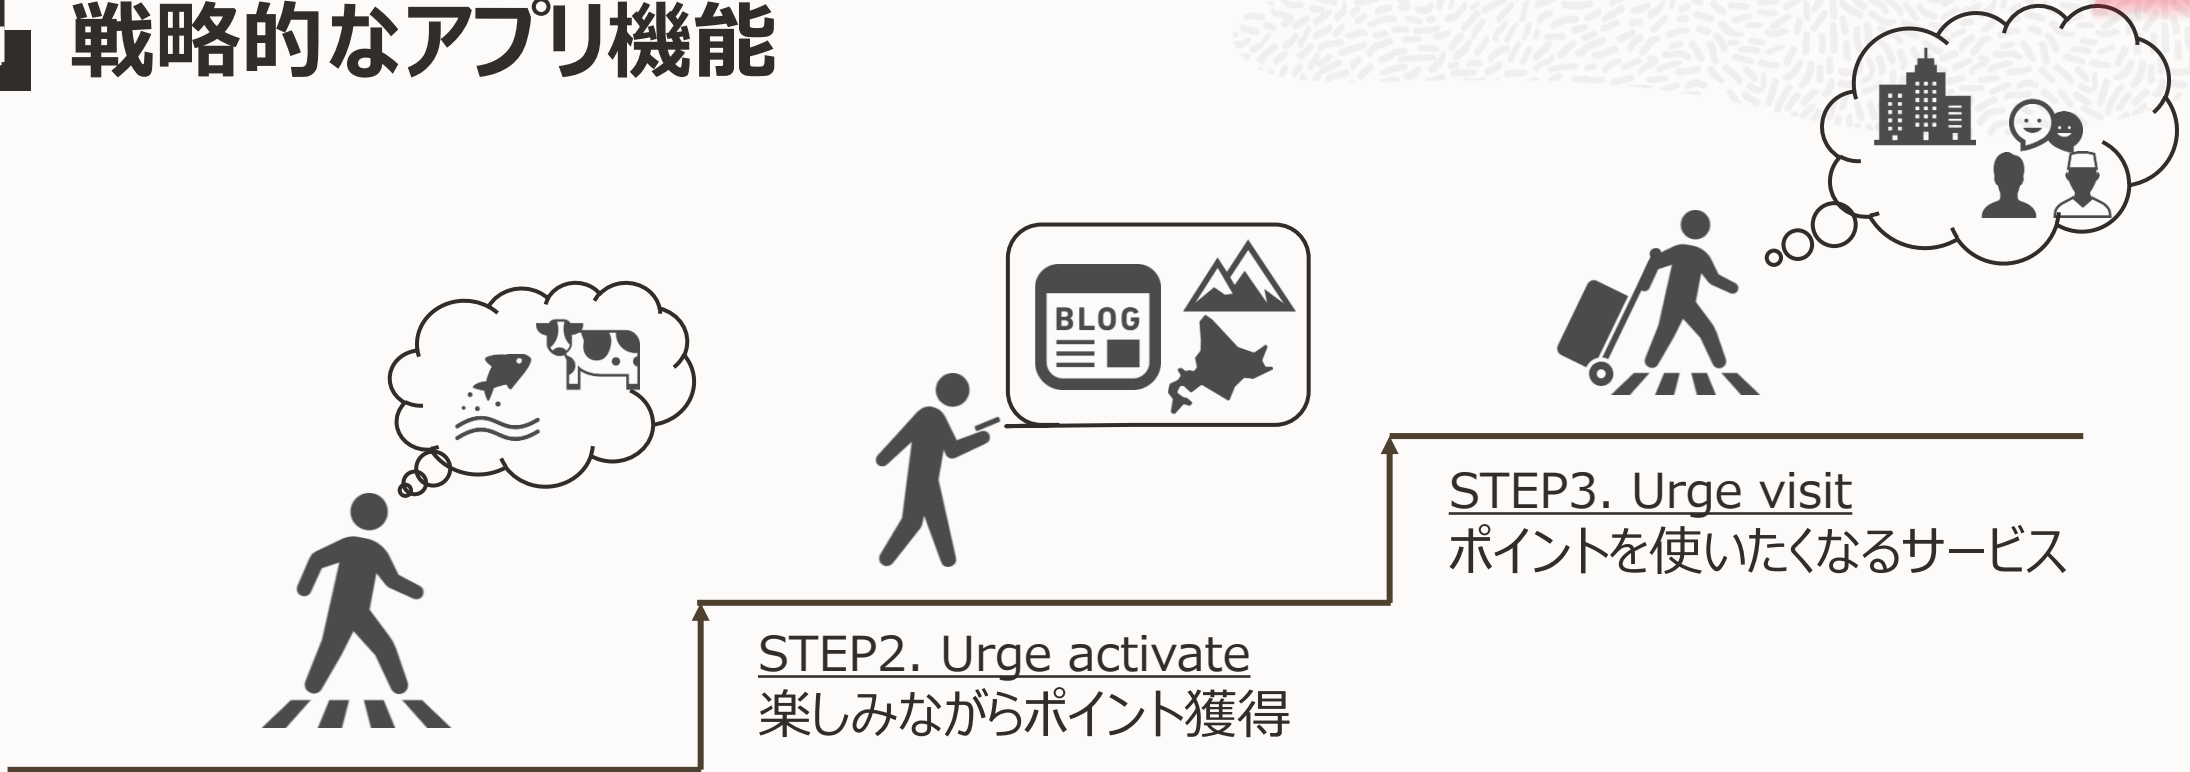 戦略的なアプリ機能
BLOG
STEP3. Urge visit
ポイントを使いたくなるサービス
STEP2. Urge activate
楽しみながらポイント獲得